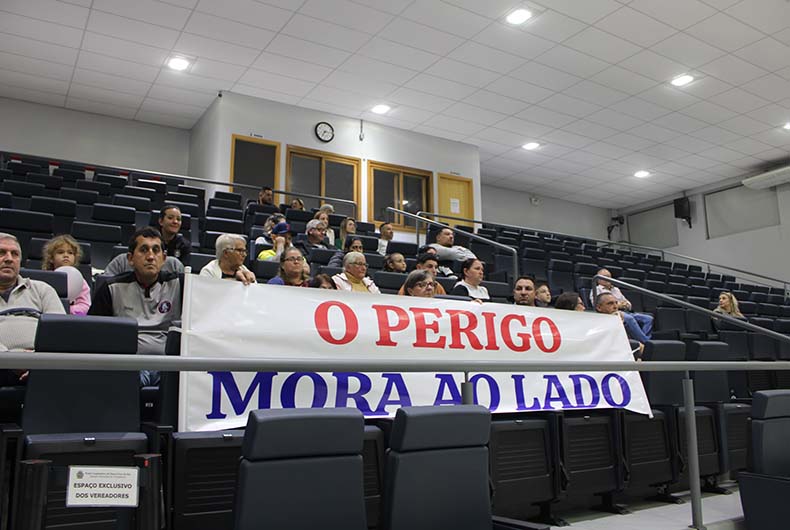 O PERIGO
MORA AO LADO
ESPAÇO EXCLUSIVO
DOS VEREADORES